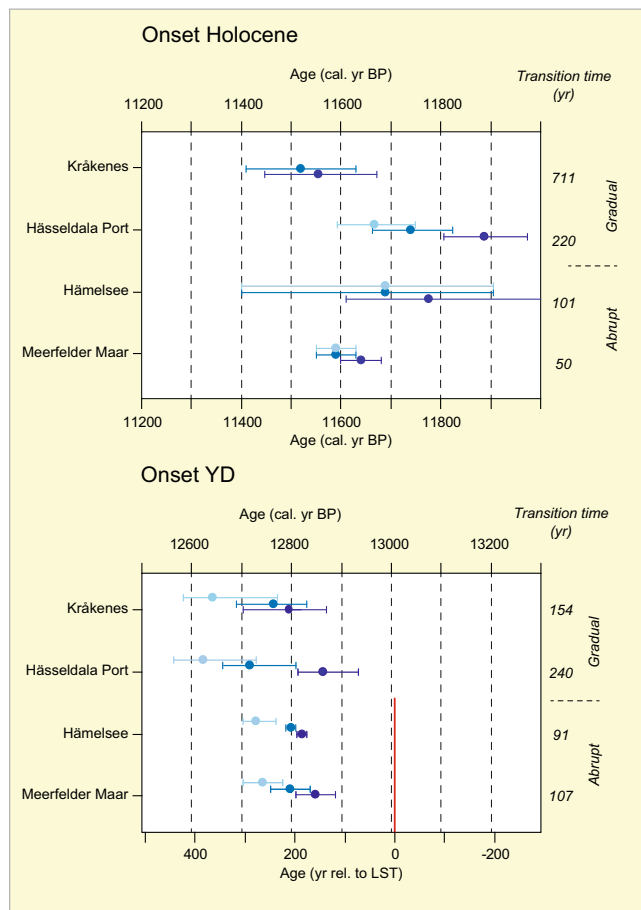 Onset Holocene
Age (cal. yr BP)
Transition time
(yr)
11200 11400 11600 11800
Kråkenes
711
Gradual
Hässeldala Port
220
Hämelsee
101
Abrupt
Meerfelder Maar
50
11200 11400 11600 11800
Age (cal. yr BP)
Onset YD
Age (cal. yr BP)
Transition time
(yr)
12600 12800 13000 13200
Kråkenes
154
Gradual
Hässeldala Port
240
Hämelsee
91
Abrupt
Meerfelder Maar
107
400 200 0 -200
Age (yr rel. to LST)